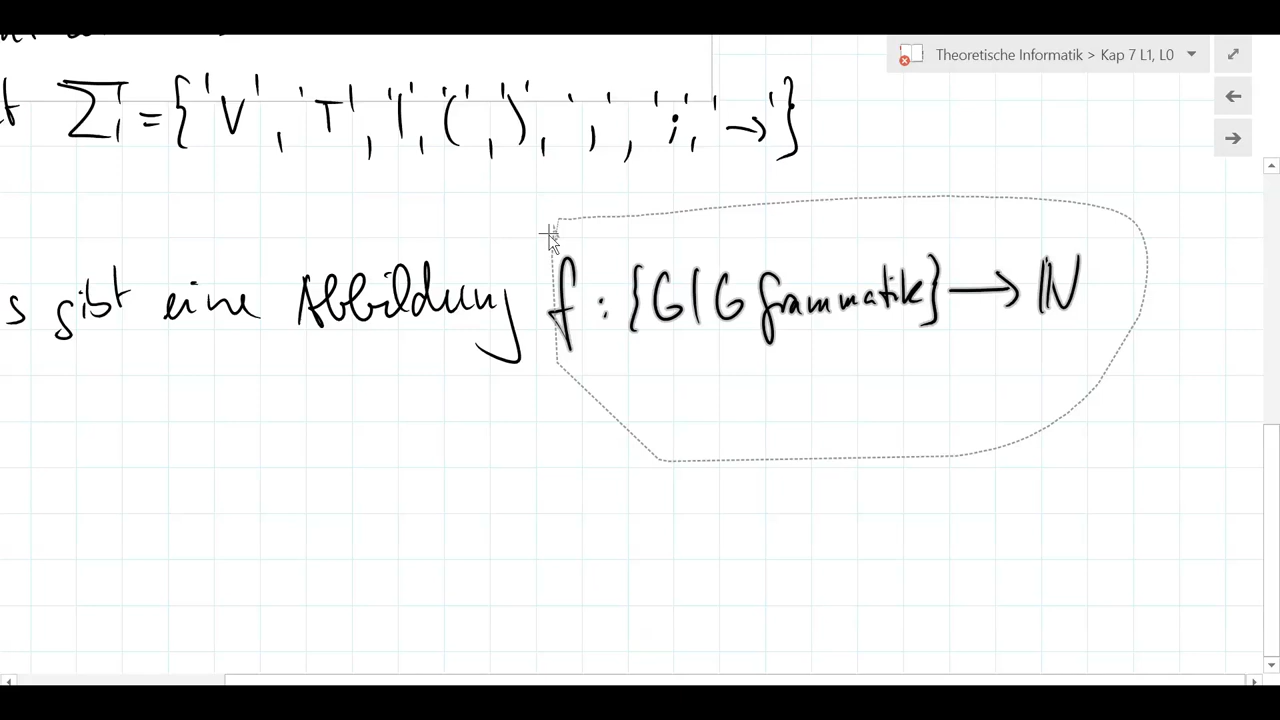 Theoretische Informatik > Kap 7 L1, L0
Σ₁ = {'V', 'T', '|', '(', ')', ',', ';', '→'}
s gibt eine Abbildung f : {G | G Grammatik} → ℕ